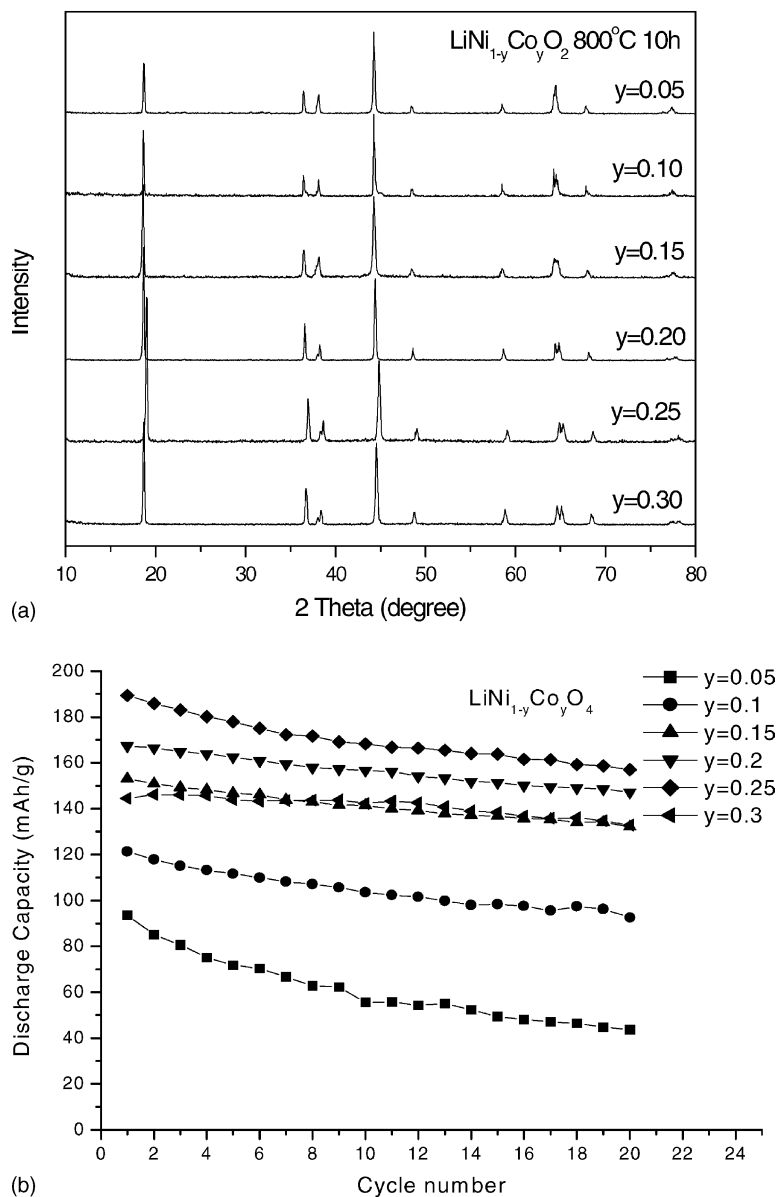 LiNi1-yCoyO2 800°C 10h
y=0.05
y=0.10
y=0.15
y=0.20
y=0.25
y=0.30
Intensity
10 20 30 40 50 60 70 80
2 Theta (degree)
(a)
200
180
160
140
120
100
80
60
40
20
0
Discharge Capacity (mAh/g)
LiNi1-yCoyO4
y=0.05
y=0.1
y=0.15
y=0.2
y=0.25
y=0.3
0 2 4 6 8 10 12 14 16 18 20 22 24
Cycle number
(b)